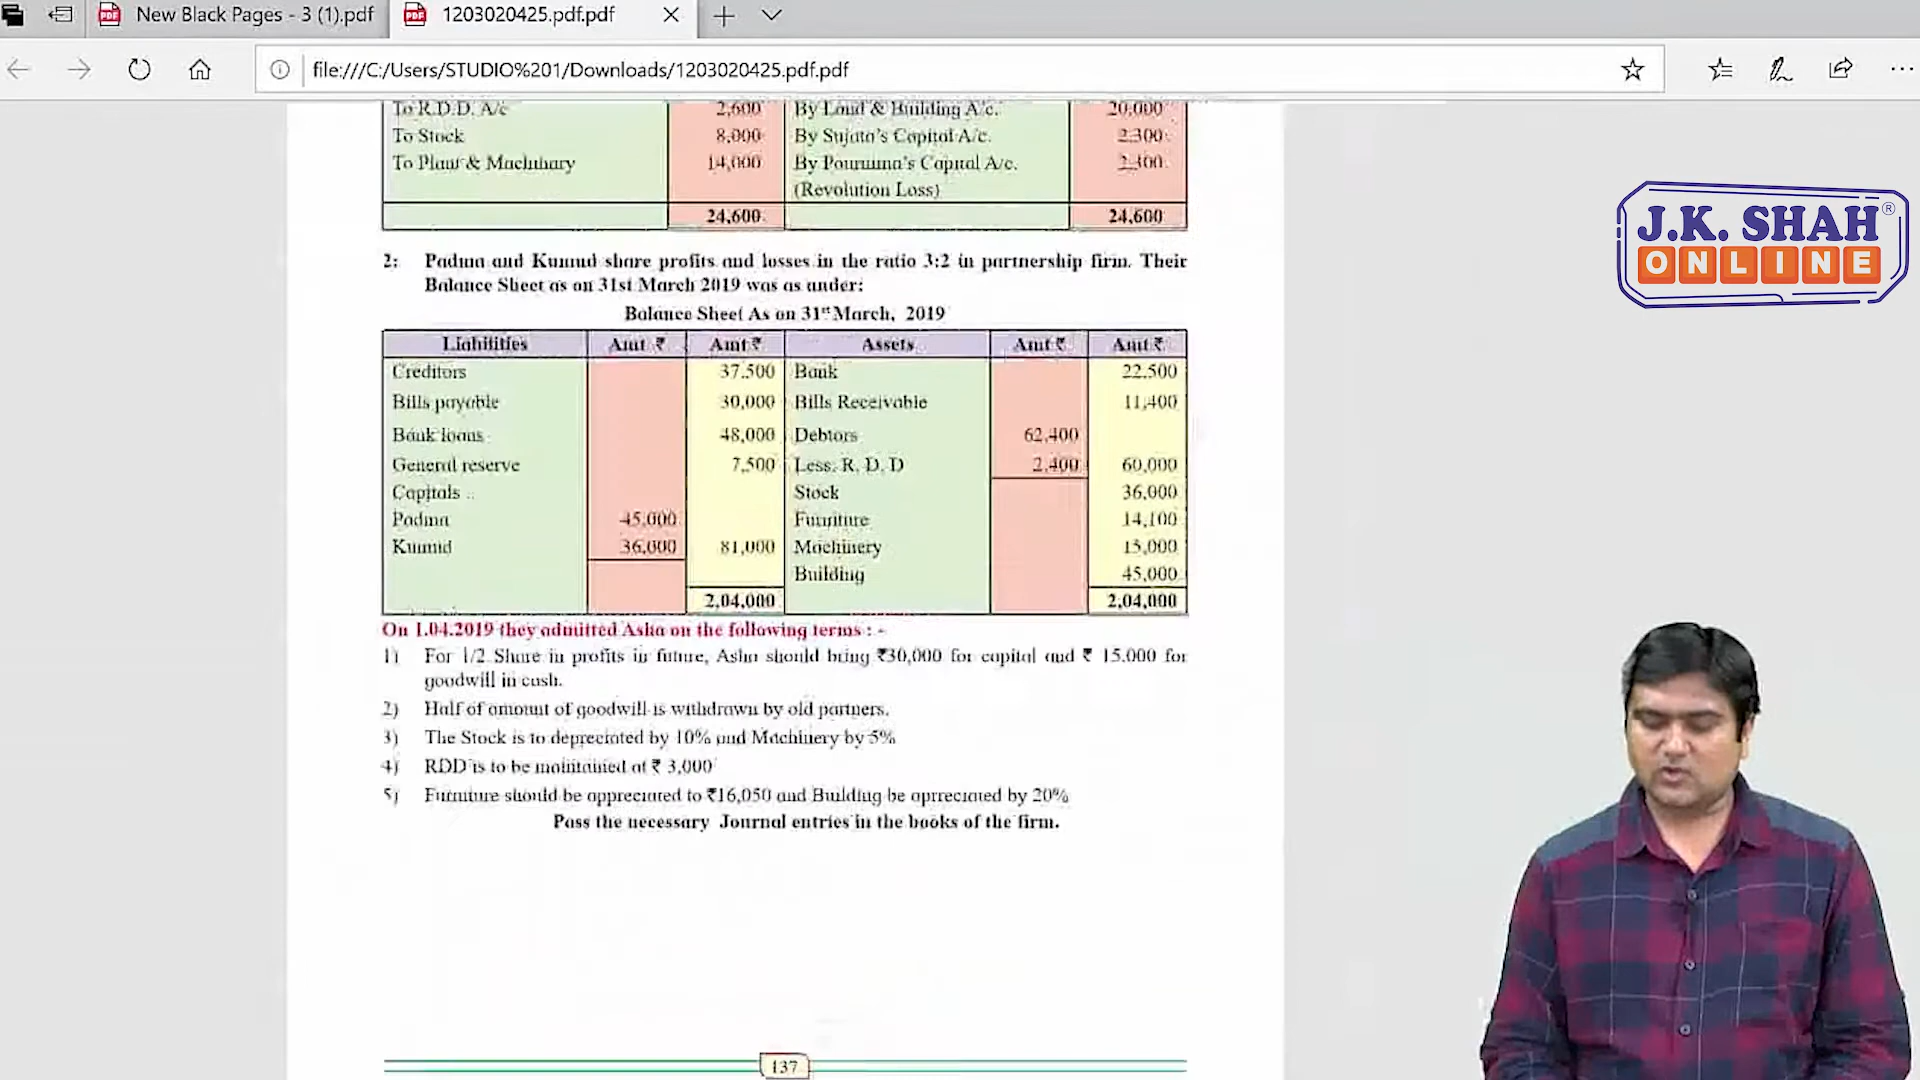 New Black Pages - 3 (1).pdf
1203020425.pdf.pdf
file:///C:/Users/STUDIO%201/Downloads/1203020425.pdf.pdf
To R.D.D. A/c 2,600 By Land & Building A/c. 20,000
To Stock 8,000 By Sujata's Capital A/c. 2,300
To Plant & Machinary 14,000 By Pournima's Capital A/c. 2,300
(Revolution Loss)
24,600 24,600
2: Padma and Kumud share profits and losses in the ratio 3:2 in partnership firm. Their
Balance Sheet as on 31st March 2019 was as under:
Balance Sheet As on 31st March, 2019
Liabilities Amt ₹ Amt ₹ Assets Amt ₹ Amt ₹
Creditors 37,500 Bank 22,500
Bills payable 30,000 Bills Receivable 11,400
Bank loans 48,000 Debtors 62,400
General reserve 7,500 Less. R. D. D 2,400 60,000
Capitals Stock 36,000
Padma 45,000 Furniture 14,100
Kumud 36,000 81,000 Machinery 15,000
Building 45,000
2,04,000 2,04,000
On 1.04.2019 they admitted Asha on the following terms : -
1) For 1/2 Share in profits in future, Asha should bring ₹30,000 for capital and ₹ 15,000 for
goodwill in cash.
2) Half of amount of goodwill is withdrawn by old partners.
3) The Stock is to depreciated by 10% and Machinery by 5%
4) RDD is to be maintained at ₹ 3,000
5) Furniture should be appreciated to ₹16,050 and Building be apreciated by 20%
Pass the necessary Journal entries in the books of the firm.
137
J.K. SHAH®
ONLINE